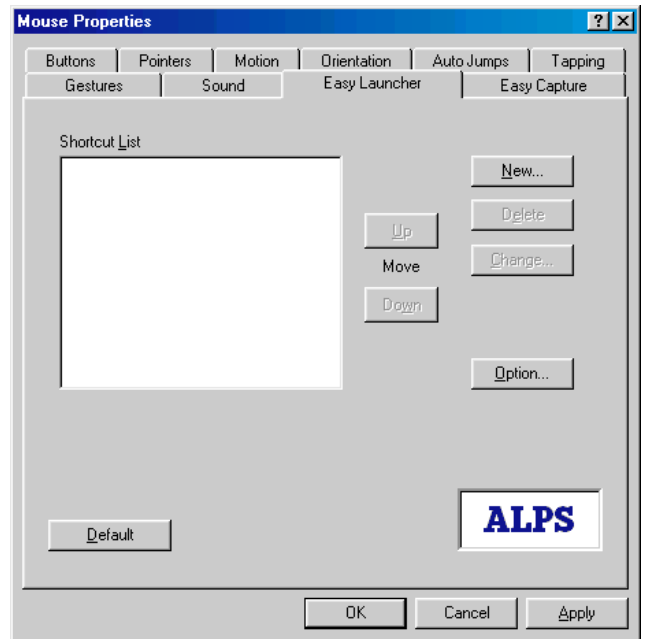 Mouse Properties
Buttons Pointers Motion Orientation Auto Jumps Tapping
Gestures Sound Easy Launcher Easy Capture
Shortcut List
New...
Delete
Up
Change...
Move
Down
Option...
ALPS
Default
OK Cancel Apply